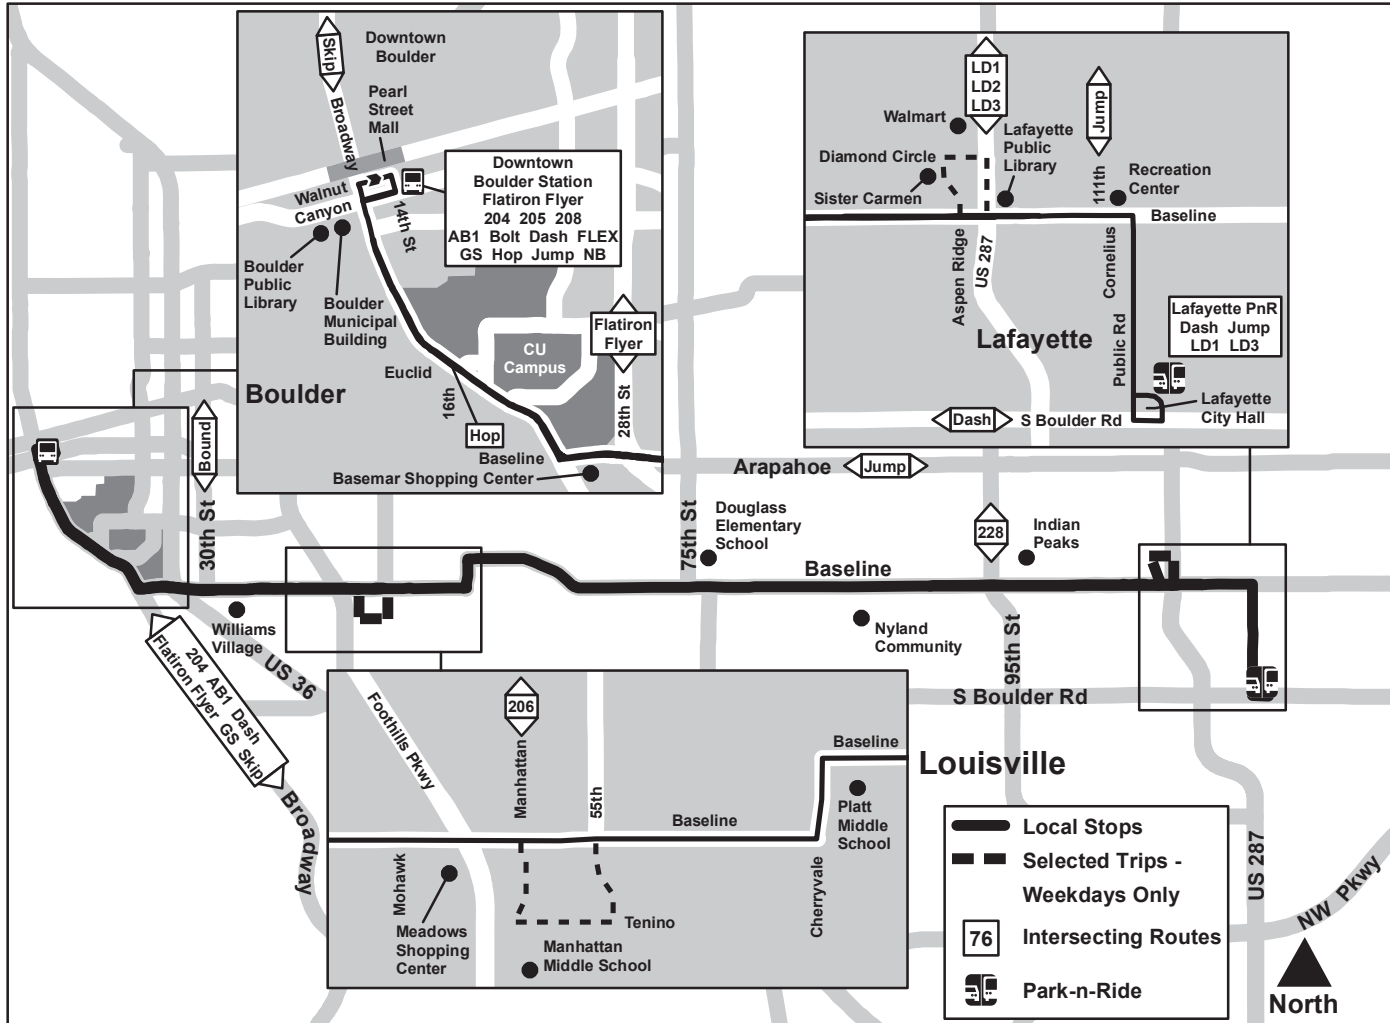 Skip
Downtown
Boulder
Pearl
Street
Mall
Broadway
Walnut
Canyon
14th St
Downtown
Boulder Station
Flatiron Flyer
204 205 208
AB1 Bolt Dash FLEX
GS Hop Jump NB
Boulder
Public
Library
Boulder
Municipal
Building
Flatiron
Flyer
CU
Campus
Euclid
16th
28th St
Boulder
Hop
Baseline
Basemar Shopping Center
LD1
LD2
LD3
Jump
Walmart
Lafayette
Public
Library
Diamond Circle
Sister Carmen
111th
Recreation
Center
Baseline
Aspen Ridge
US 287
Cornelius
Lafayette
Public Rd
Lafayette PnR
Dash Jump
LD1 LD3
Lafayette
City Hall
Dash
S Boulder Rd
Bound
30th St
Arapahoe
Jump
75th St
Douglass
Elementary
School
228
Indian
Peaks
Baseline
Williams
Village
US 36
Nyland
Community
95th St
S Boulder Rd
204 AB1 Dash
Flatiron Flyer GS Skip
Broadway
Foothills Pkwy
206
Manhattan
55th
Baseline
Baseline
Platt
Middle
School
Mohawk
Cherryvale
Meadows
Shopping
Center
Tenino
Manhattan
Middle School
Louisville
Local Stops
Selected Trips -
Weekdays Only
76
Intersecting Routes
Park-n-Ride
US 287
NW Pkwy
North